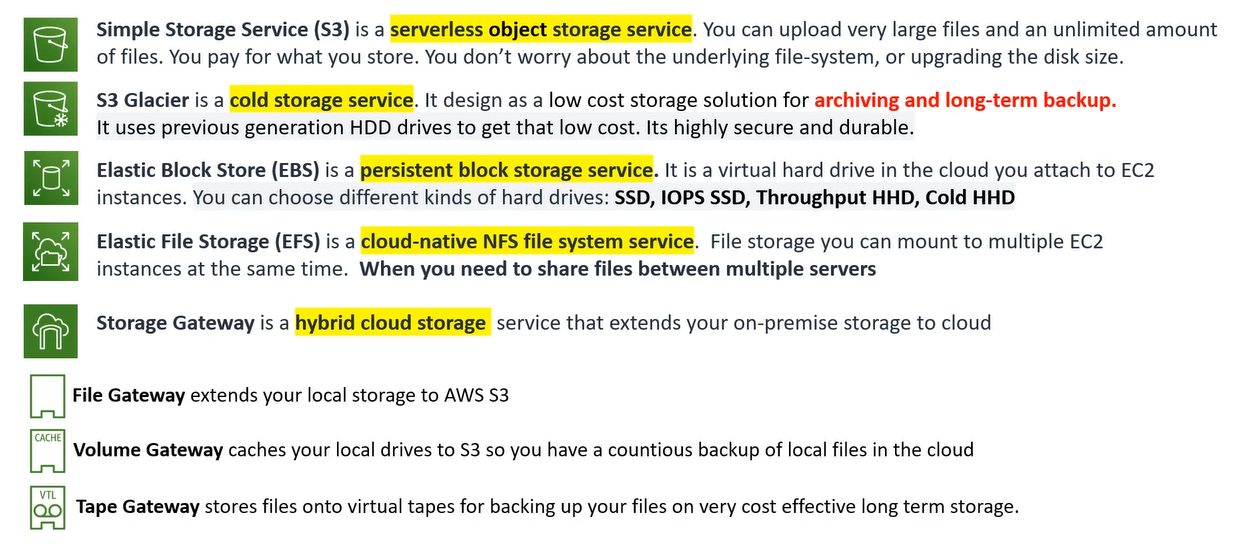 Simple Storage Service (S3) is a serverless object storage service. You can upload very large files and an unlimited amount
of files. You pay for what you store. You don't worry about the underlying file-system, or upgrading the disk size.
S3 Glacier is a cold storage service. It design as a low cost storage solution for archiving and long-term backup.
It uses previous generation HDD drives to get that low cost. Its highly secure and durable.
Elastic Block Store (EBS) is a persistent block storage service. It is a virtual hard drive in the cloud you attach to EC2
instances. You can choose different kinds of hard drives: SSD, IOPS SSD, Throughput HHD, Cold HHD
Elastic File Storage (EFS) is a cloud-native NFS file system service. File storage you can mount to multiple EC2
instances at the same time. When you need to share files between multiple servers
Storage Gateway is a hybrid cloud storage service that extends your on-premise storage to cloud
File Gateway extends your local storage to AWS S3
CACHE
Volume Gateway caches your local drives to S3 so you have a countious backup of local files in the cloud
VTL
Tape Gateway stores files onto virtual tapes for backing up your files on very cost effective long term storage.